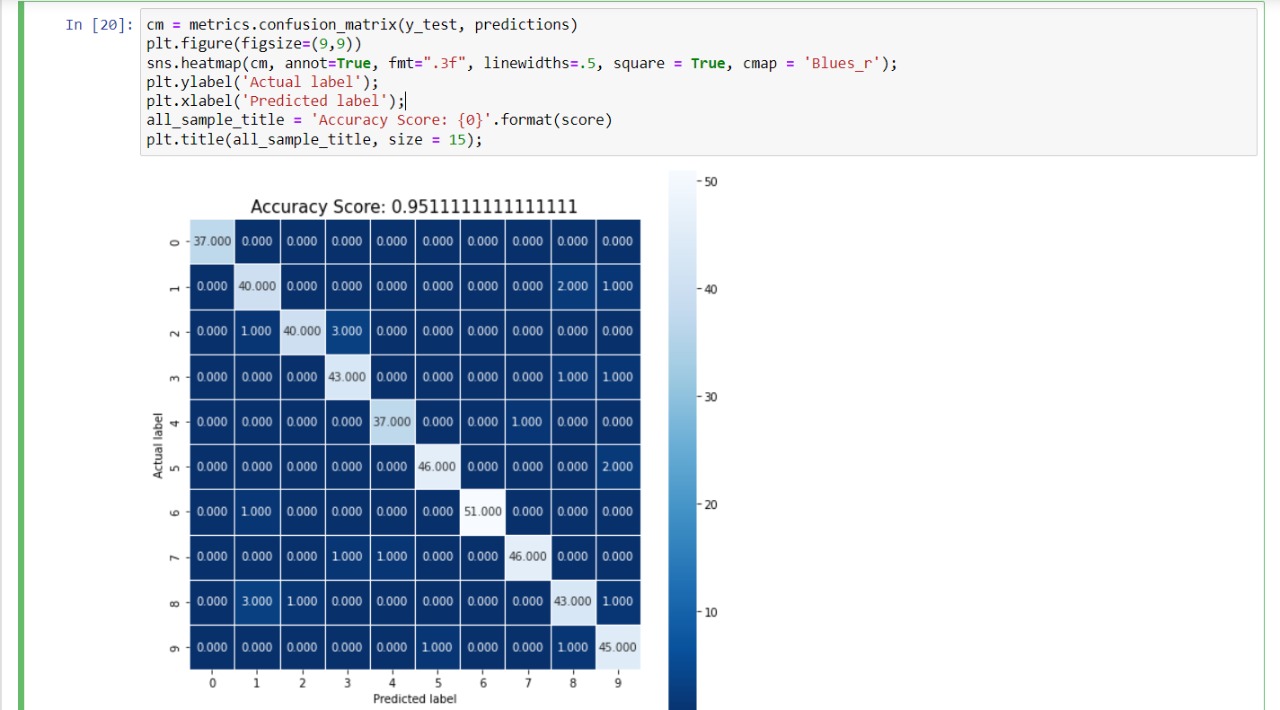 In [20]: cm = metrics.confusion_matrix(y_test, predictions)
plt.figure(figsize=(9,9))
sns.heatmap(cm, annot=True, fmt=".3f", linewidths=.5, square = True, cmap = 'Blues_r');
plt.ylabel('Actual label');
plt.xlabel('Predicted label');
all_sample_title = 'Accuracy Score: {0}'.format(score)
plt.title(all_sample_title, size = 15);
Accuracy Score: 0.9511111111111111
0 37.000 0.000 0.000 0.000 0.000 0.000 0.000 0.000 0.000 0.000
1 0.000 40.000 0.000 0.000 0.000 0.000 0.000 0.000 2.000 1.000
2 0.000 1.000 40.000 3.000 0.000 0.000 0.000 0.000 0.000 0.000
3 0.000 0.000 0.000 43.000 0.000 0.000 0.000 0.000 1.000 1.000
4 0.000 0.000 0.000 0.000 37.000 0.000 0.000 1.000 0.000 0.000
5 0.000 0.000 0.000 0.000 0.000 46.000 0.000 0.000 0.000 2.000
6 0.000 1.000 0.000 0.000 0.000 0.000 51.000 0.000 0.000 0.000
7 0.000 0.000 0.000 1.000 1.000 0.000 0.000 46.000 0.000 0.000
8 0.000 3.000 1.000 0.000 0.000 0.000 0.000 0.000 43.000 1.000
9 0.000 0.000 0.000 0.000 0.000 1.000 0.000 0.000 1.000 45.000
Actual label
0 1 2 3 4 5 6 7 8 9
Predicted label
50
40
30
20
10